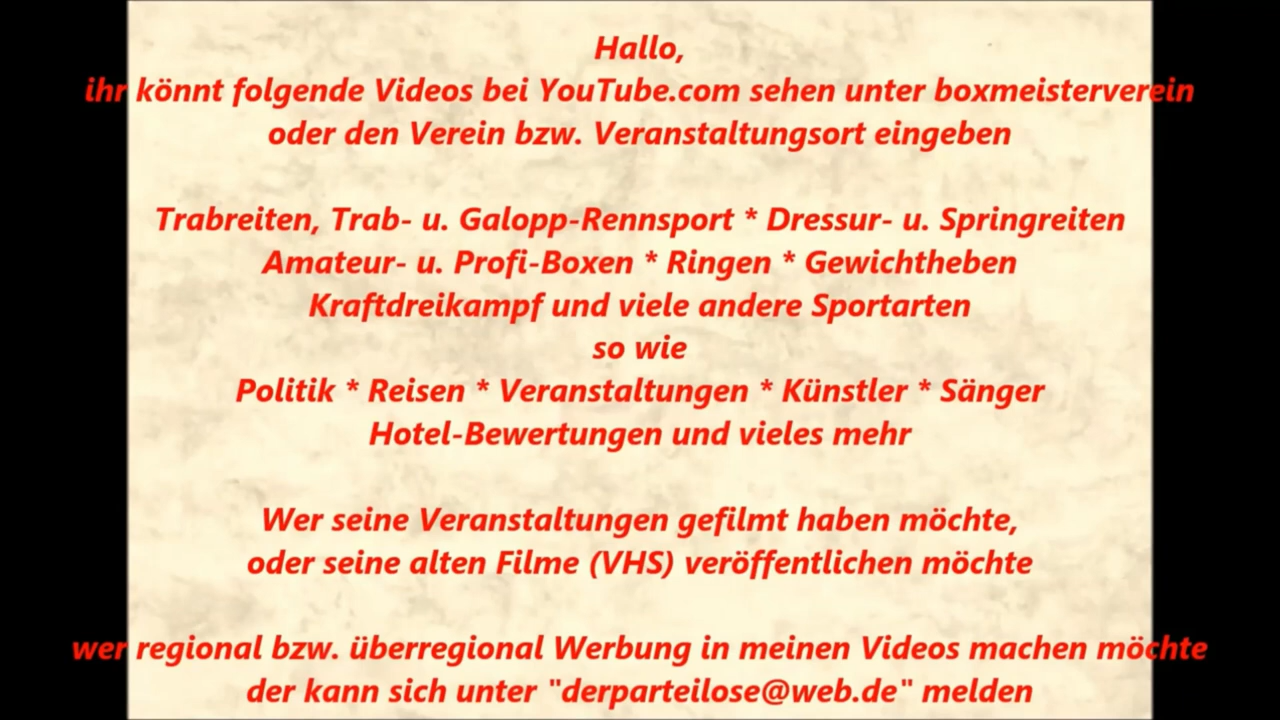 Hallo,
ihr könnt folgende Videos bei YouTube.com sehen unter boxmeisterverein
oder den Verein bzw. Veranstaltungsort eingeben
Trabreiten, Trab- u. Galopp-Rennsport * Dressur- u. Springreiten
Amateur- u. Profi-Boxen * Ringen * Gewichtheben
Kraftdreikampf und viele andere Sportarten
so wie
Politik * Reisen * Veranstaltungen * Künstler * Sänger
Hotel-Bewertungen und vieles mehr
Wer seine Veranstaltungen gefilmt haben möchte,
oder seine alten Filme (VHS) veröffentlichen möchte
wer regional bzw. überregional Werbung in meinen Videos machen möchte
der kann sich unter "derparteilose@web.de" melden